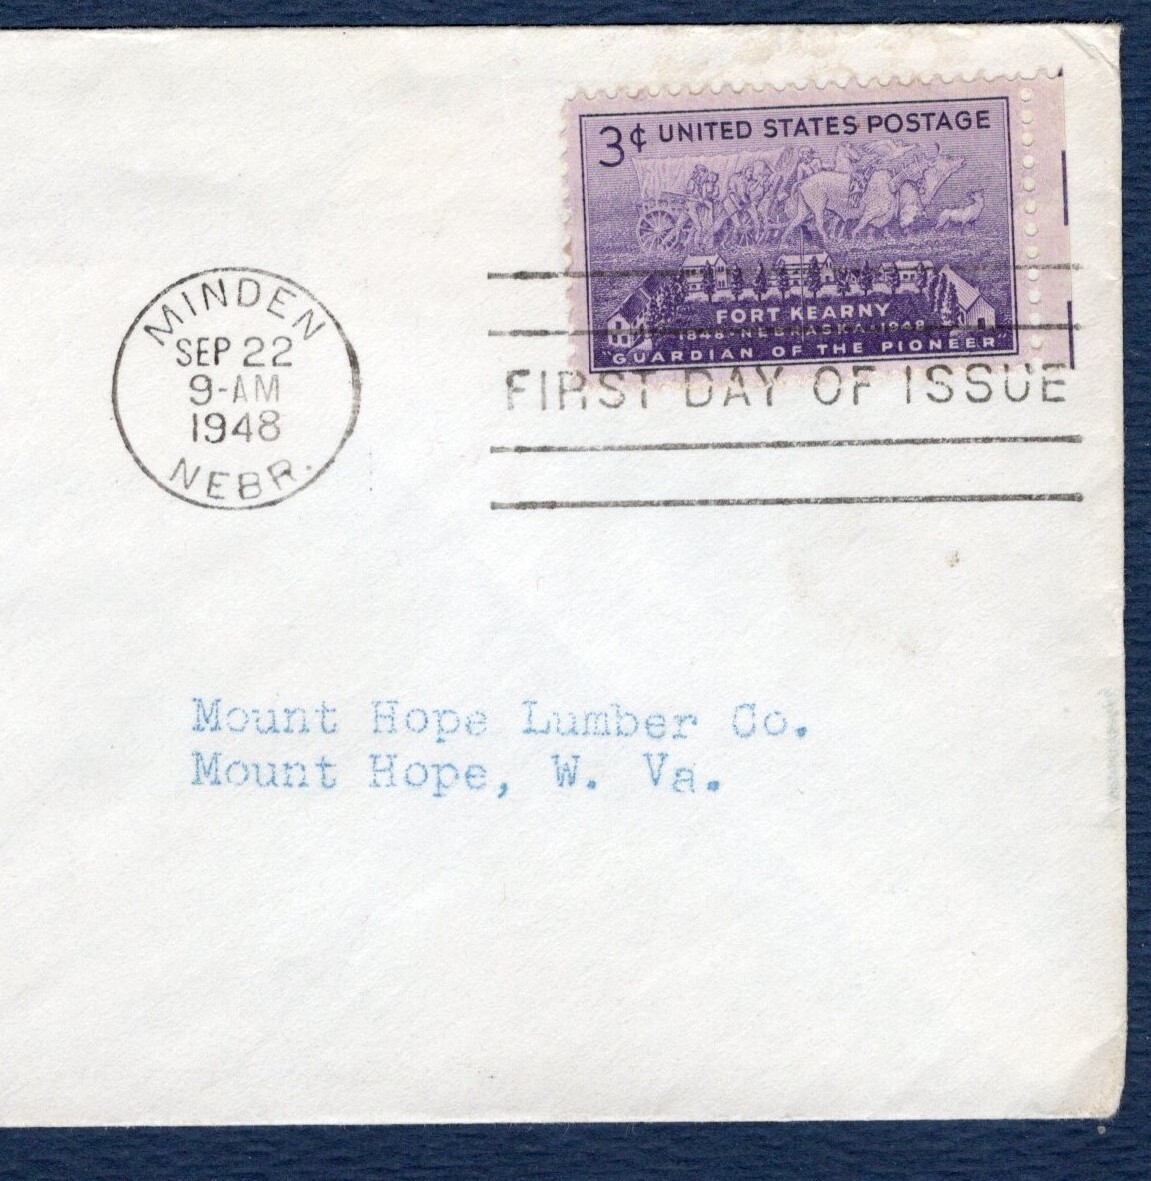 3¢ UNITED STATES POSTAGE
FORT KEARNY
1848·NEBRASKA·1948
"GUARDIAN OF THE PIONEER"
MINDEN
SEP 22
9-AM
1948
NEBR.
FIRST DAY OF ISSUE
Mount Hope Lumber Co.
Mount Hope, W. Va.